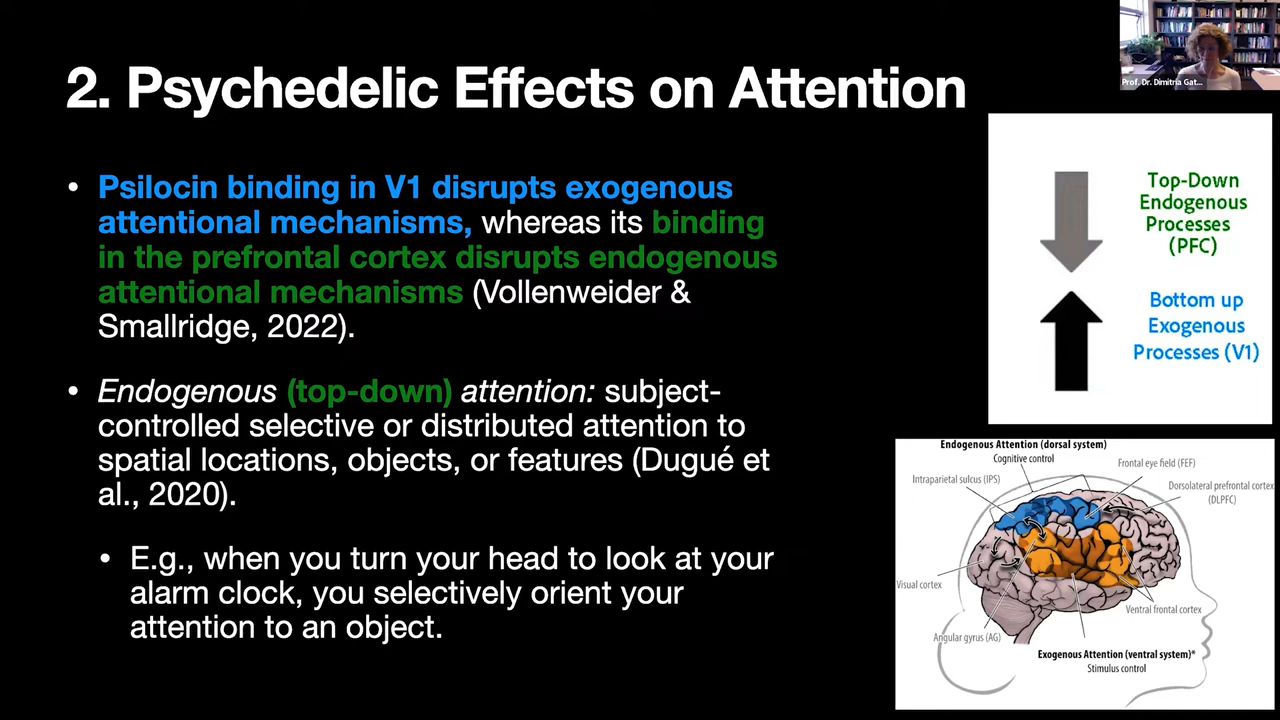 2. Psychedelic Effects on Attention
Prof. Dr. Dimitria Gat...
• Psilocin binding in V1 disrupts exogenous
attentional mechanisms, whereas its binding
in the prefrontal cortex disrupts endogenous
attentional mechanisms (Vollenweider &
Smallridge, 2022).
• Endogenous (top-down) attention: subject-
controlled selective or distributed attention to
spatial locations, objects, or features (Dugué et
al., 2020).
• E.g., when you turn your head to look at your
alarm clock, you selectively orient your
attention to an object.
Top-Down
Endogenous
Processes
(PFC)
Bottom up
Exogenous
Processes (V1)
Endogenous Attention (dorsal system)
Cognitive control
Frontal eye field (FEF)
Intraparietal sulcus (IPS)
Dorsolateral prefrontal cortex
(DLPFC)
Visual cortex
Ventral frontal cortex
Angular gyrus (AG)
Exogenous Attention (ventral system)*
Stimulus control